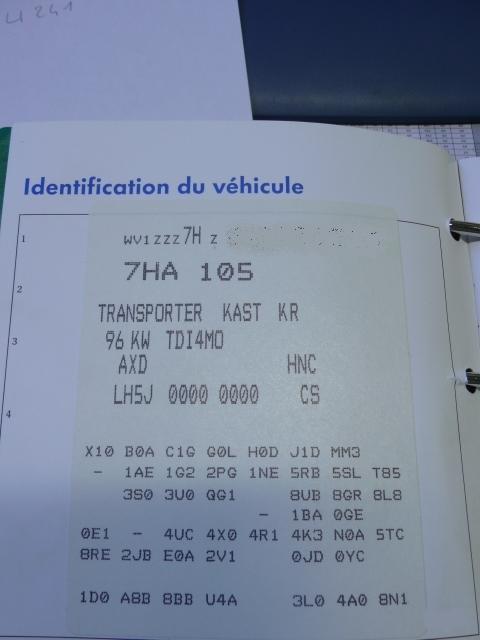 4241
Identification du véhicule
1
WV1ZZZ7H Z
7HA 105
2
TRANSPORTER KAST KR
3
96 KW TDI4MO
AXD HNC
LH5J 0000 0000 CS
4
X10 B0A C1G G0L H0D J1D MM3
- 1AE 1G2 2PG 1NE 5RB 5SL T85
3S0 3U0 QG1 8UB 8GR 8L8
- 1BA 0GE
0E1 - 4UC 4X0 4R1 4K3 N0A 5TC
8RE 2JB E0A 2V1 0JD 0YC
1D0 A8B 8BB U4A 3L0 4A0 8N1